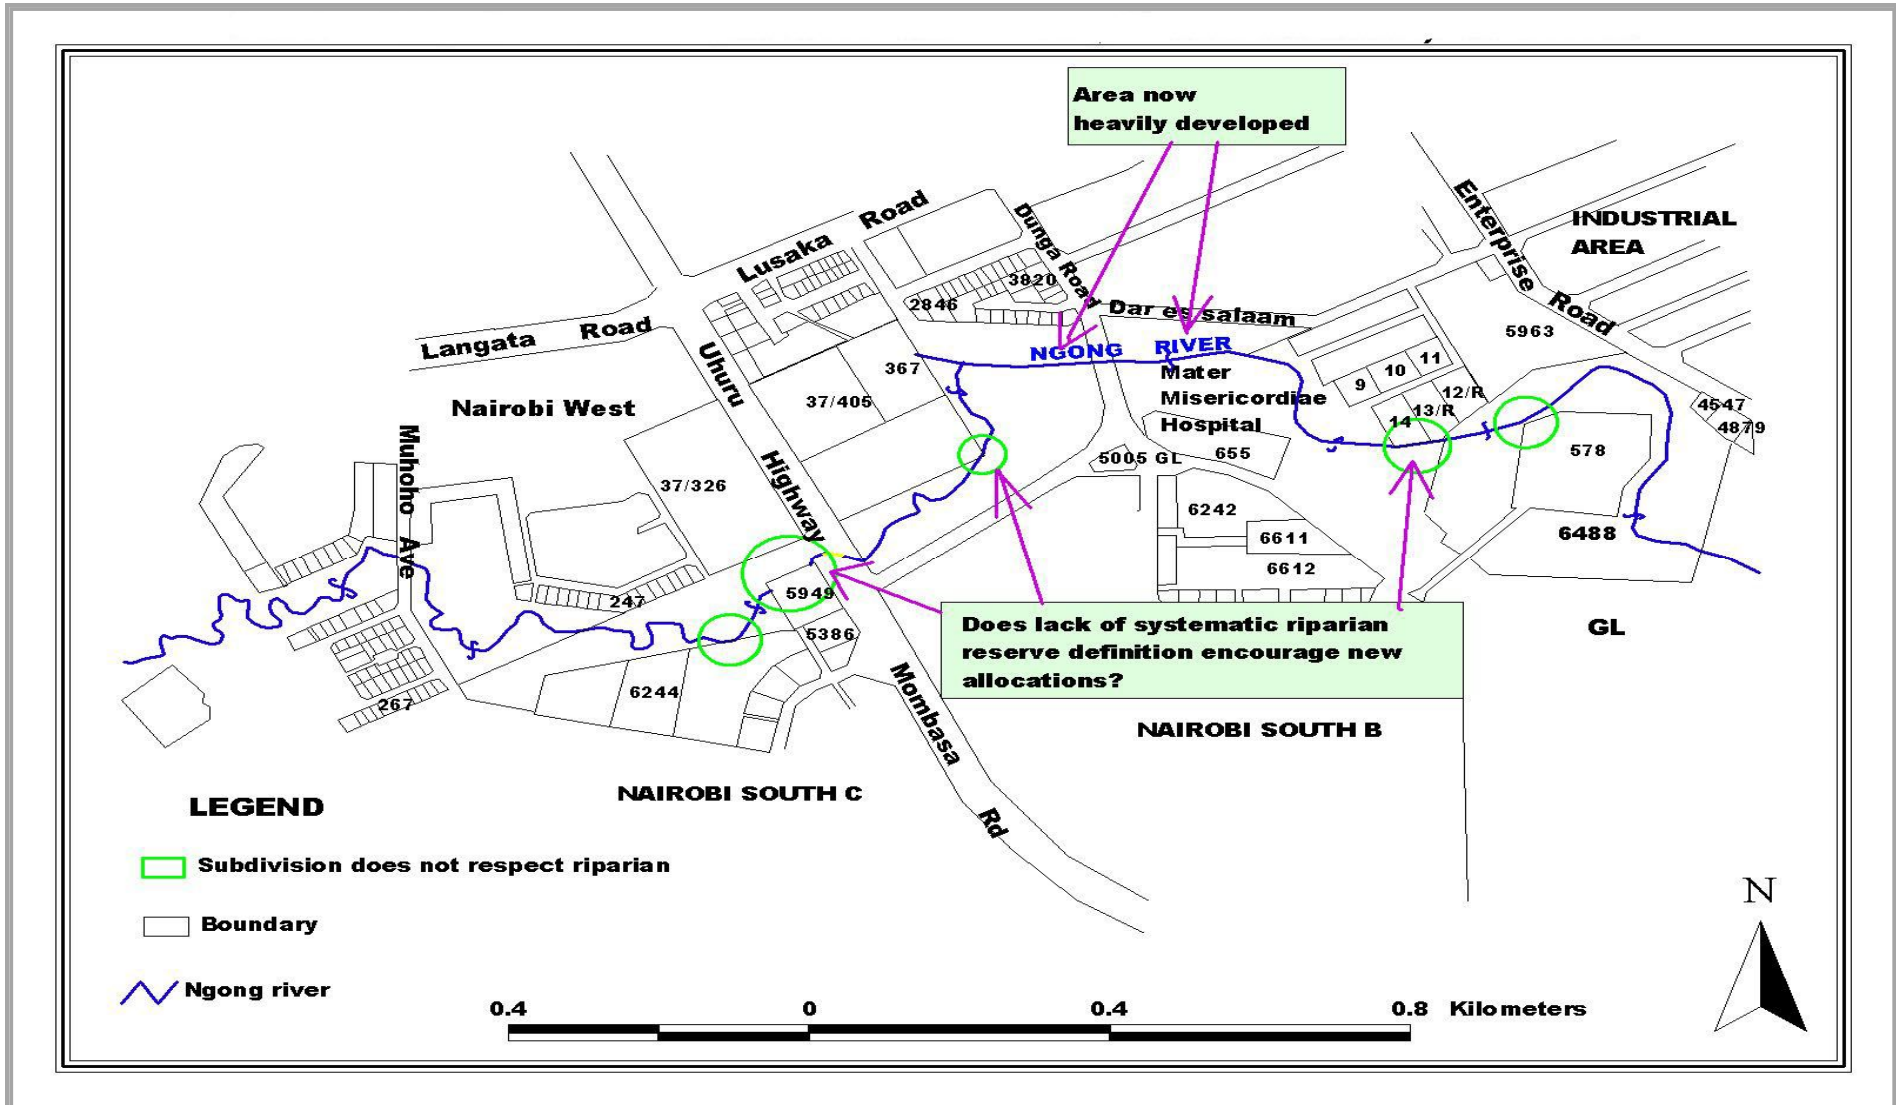 Area now
heavily developed
Lusaka Road
Dunga Road
Enterprise Road
INDUSTRIAL
AREA
3820
2846
Dar es salaam
Langata Road
Uhuru Highway
5963
NGONG RIVER
367
Mater
Misericordiae
Hospital
11
10
9
12/R
13/R
14
37/405
Nairobi West
4547
4879
Muhoho Ave
5005 GL
655
578
37/326
6242
6611
6488
6612
247
5949
5386
Does lack of systematic riparian
reserve definition encourage new
allocations?
GL
6244
267
Mombasa Rd
NAIROBI SOUTH B
NAIROBI SOUTH C
LEGEND
Subdivision does not respect riparian
Boundary
Ngong river
N
0.4 0 0.4 0.8 Kilometers